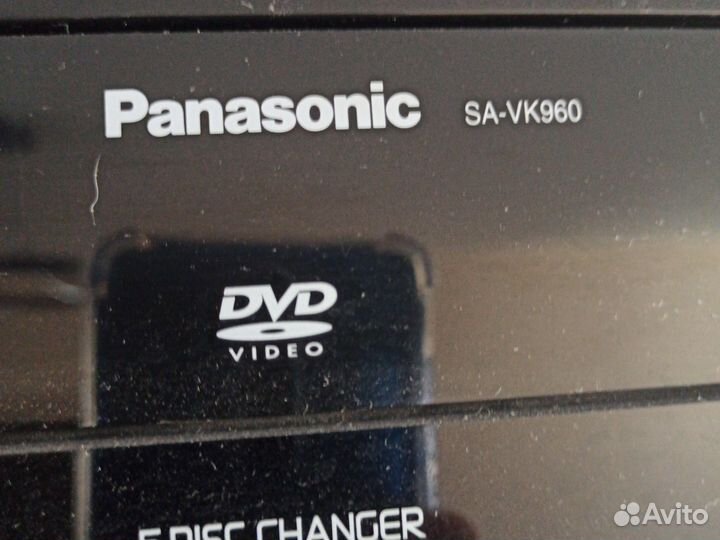 Panasonic SA-VK960
DVD
VIDEO
5 DISC CHANGER
Avito